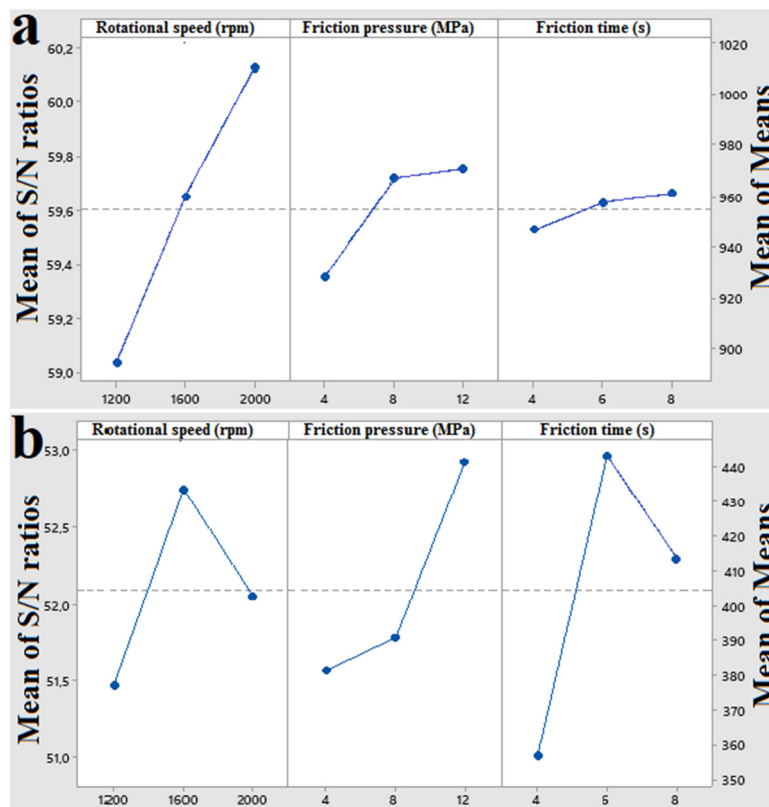 a
Rotational speed (rpm) Friction pressure (MPa) Friction time (s)
Mean of S/N ratios
60,2
60,0
59,8
59,6
59,4
59,2
59,0
1020
1000
980
960
940
920
900
Mean of Means
1200 1600 2000 4 8 12 4 6 8
b
Rotational speed (rpm) Friction pressure (MPa) Friction time (s)
Mean of S/N ratios
53,0
52,5
52,0
51,5
51,0
440
430
420
410
400
390
380
370
360
350
Mean of Means
1200 1600 2000 4 8 12 4 6 8